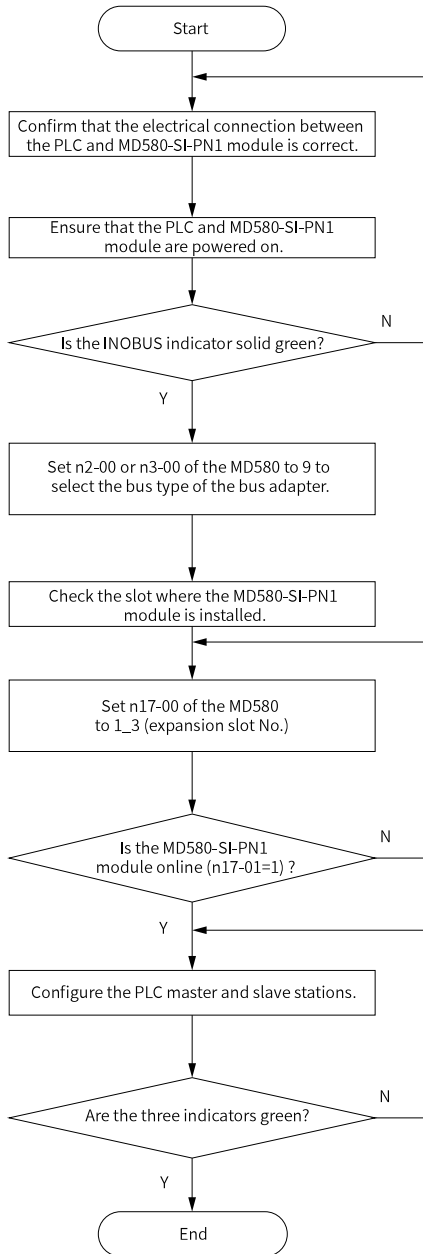 Start
Confirm that the electrical connection between
the PLC and MD580-SI-PN1 module is correct.
Ensure that the PLC and MD580-SI-PN1
module are powered on.
Is the INOBUS indicator solid green?
N
Y
Set n2-00 or n3-00 of the MD580 to 9 to
select the bus type of the bus adapter.
Check the slot where the MD580-SI-PN1
module is installed.
Set n17-00 of the MD580
to 1_3 (expansion slot No.)
Is the MD580-SI-PN1
module online (n17-01=1) ?
N
Y
Configure the PLC master and slave stations.
Are the three indicators green?
N
Y
End